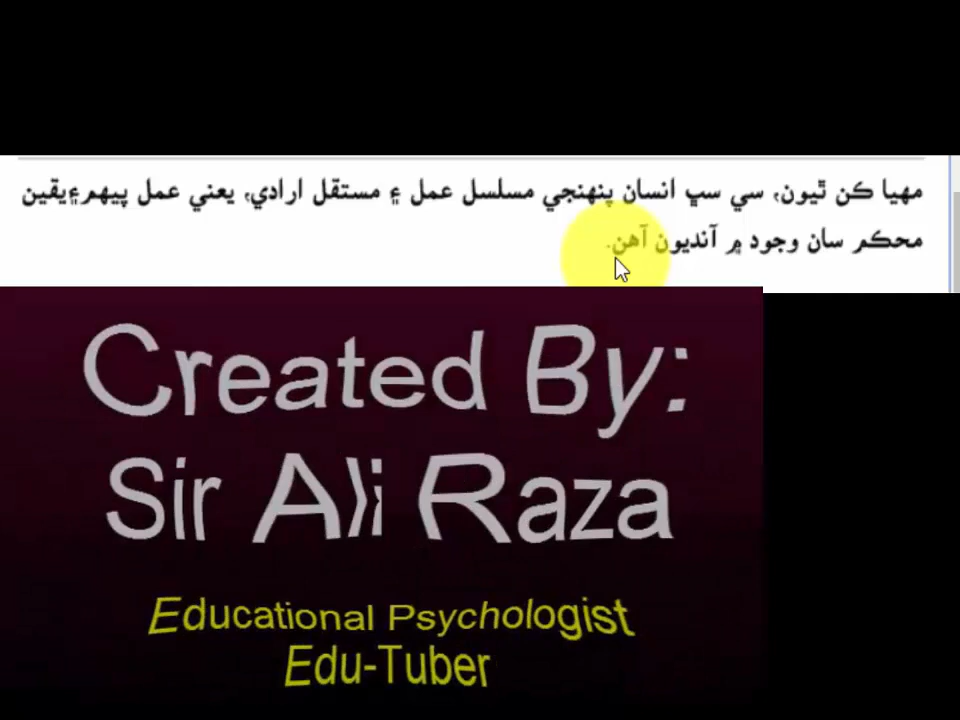 مهيا ڪن ٿيون، سي سڀ انسان پنهنجي مسلسل عمل ۽ مستقل ارادي، يعني عمل پيهم۽يقين
محڪم سان وجود ۾ آنديون آهن.
Created By:
Sir Ali Raza
Educational Psychologist
Edu-Tuber